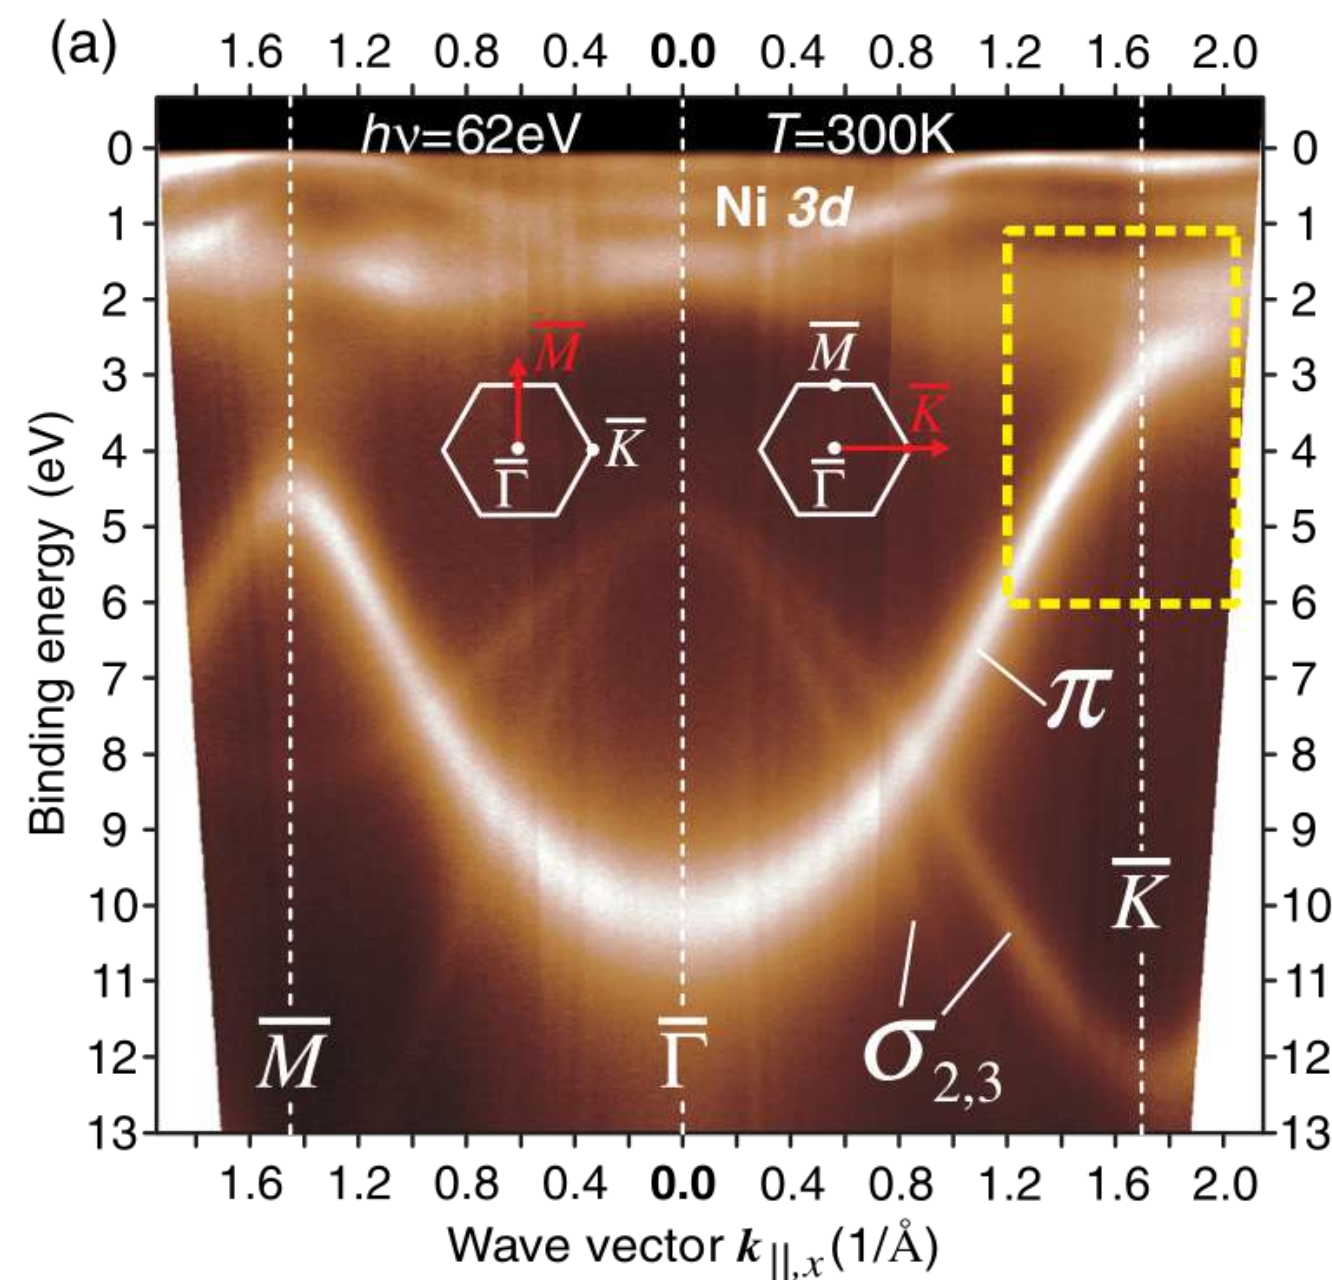 (a)
1.6 1.2 0.8 0.4 0.0 0.4 0.8 1.2 1.6 2.0
hν=62eV T=300K
Ni 3d
0 0
1 1
2 2
3 3
4 4
5 5
6 6
7 7
8 8
9 9
10 10
11 11
12 12
13 13
Binding energy (eV)
M̅ M̅
K̅ K̅
Γ̅ Γ̅
π
K̅
σ₂,₃
M̅ Γ̅
1.6 1.2 0.8 0.4 0.0 0.4 0.8 1.2 1.6 2.0
Wave vector k||,x (1/Å)